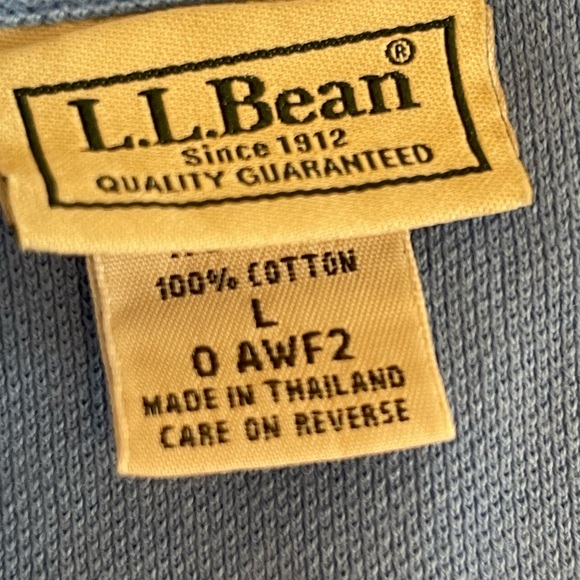 L.L.Bean®
Since 1912
QUALITY GUARANTEED
100% COTTON
L
0 AWF2
MADE IN THAILAND
CARE ON REVERSE